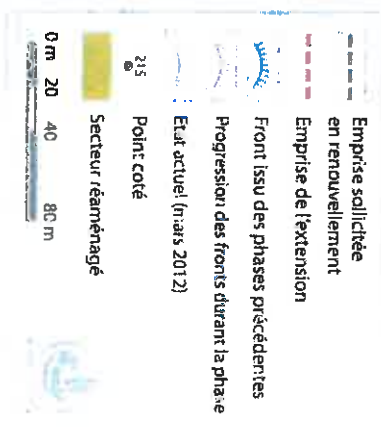 Emprise sollicitée
en renouvellement
Emprise de l'extension
Front issu des phases précédentes
Progression des fronts durant la phase
Etat actuel (mars 2012)
215
Point coté
Secteur réaménagé
0 m 20 40 80 m